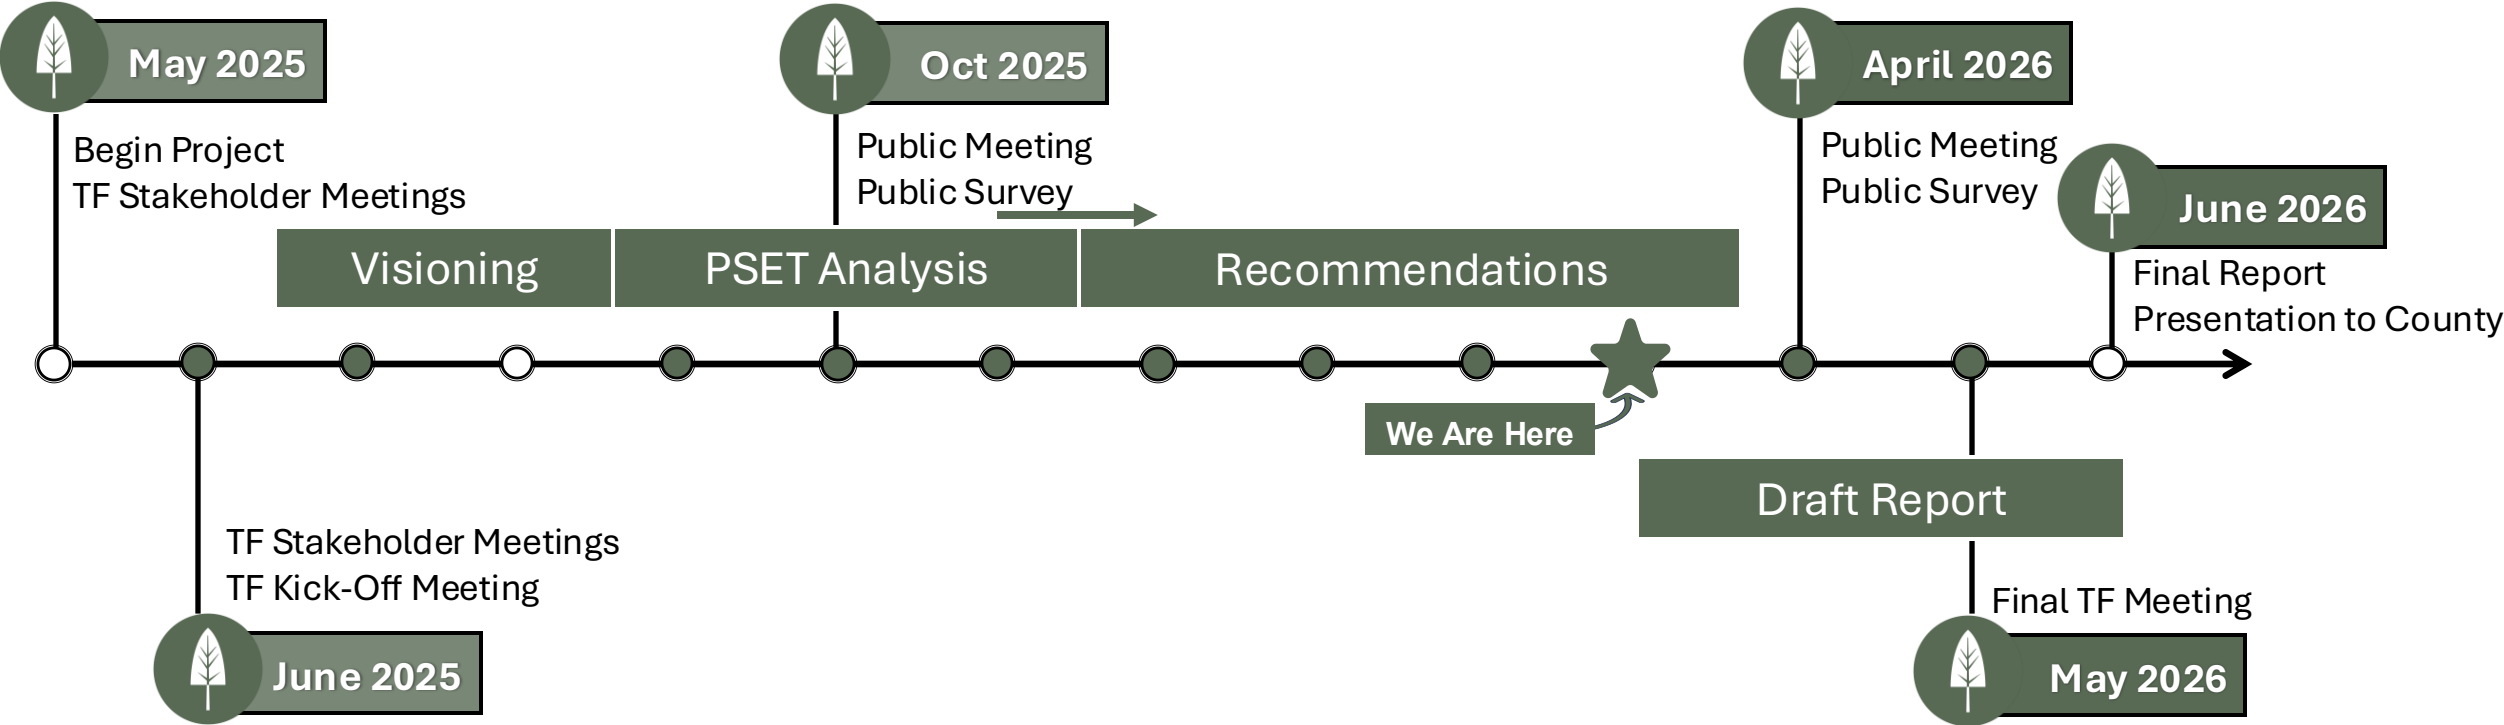 May 2025
Begin Project
TF Stakeholder Meetings
Oct 2025
Public Meeting
Public Survey
April 2026
Public Meeting
Public Survey
June 2026
Final Report
Presentation to County
Visioning
PSET Analysis
Recommendations
We Are Here
Draft Report
TF Stakeholder Meetings
TF Kick-Off Meeting
June 2025
Final TF Meeting
May 2026